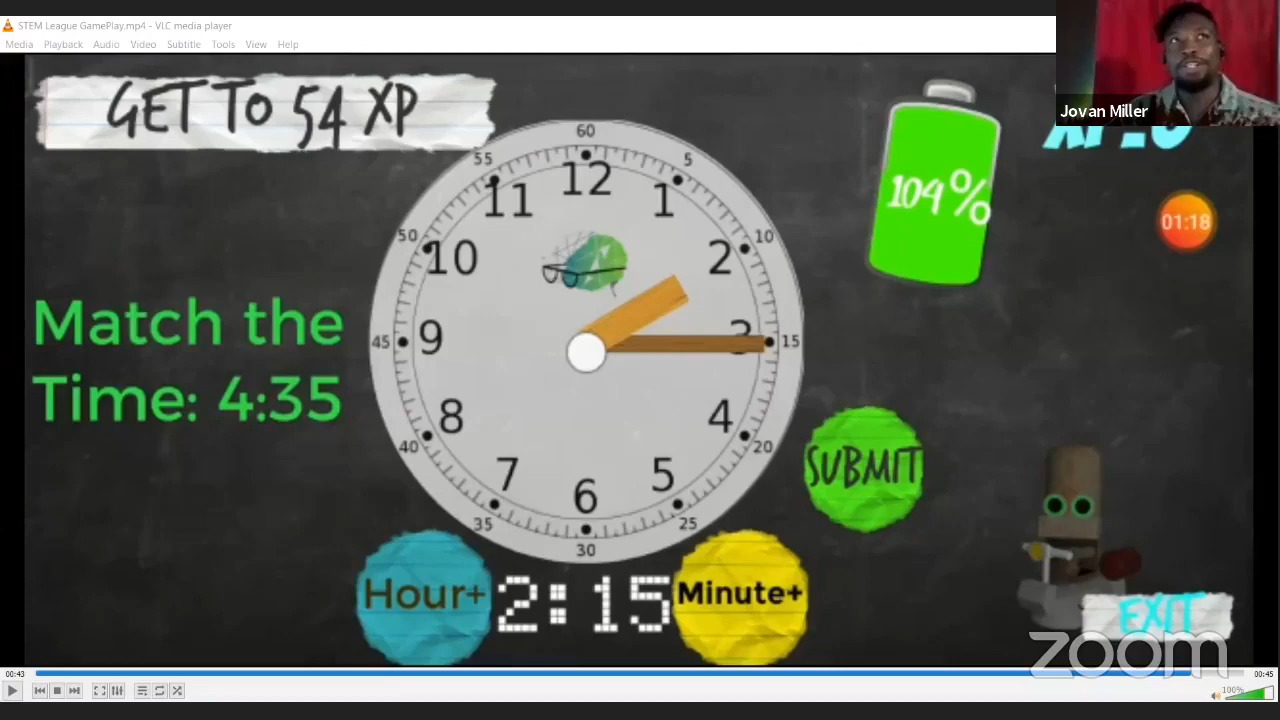 STEM League GamePlay.mp4 - VLC media player
Media Playback Audio Video Subtitle Tools View Help
Jovan Miller
GET TO 54 XP
104%
01:18
Match the
Time: 4:35
60
5
10
15
20
25
30
35
40
45
50
55
12
1
2
3
4
5
6
7
8
9
10
11
SUBMIT
Hour+
2:15
Minute+
EXIT
zoom
00:43
00:45
100%